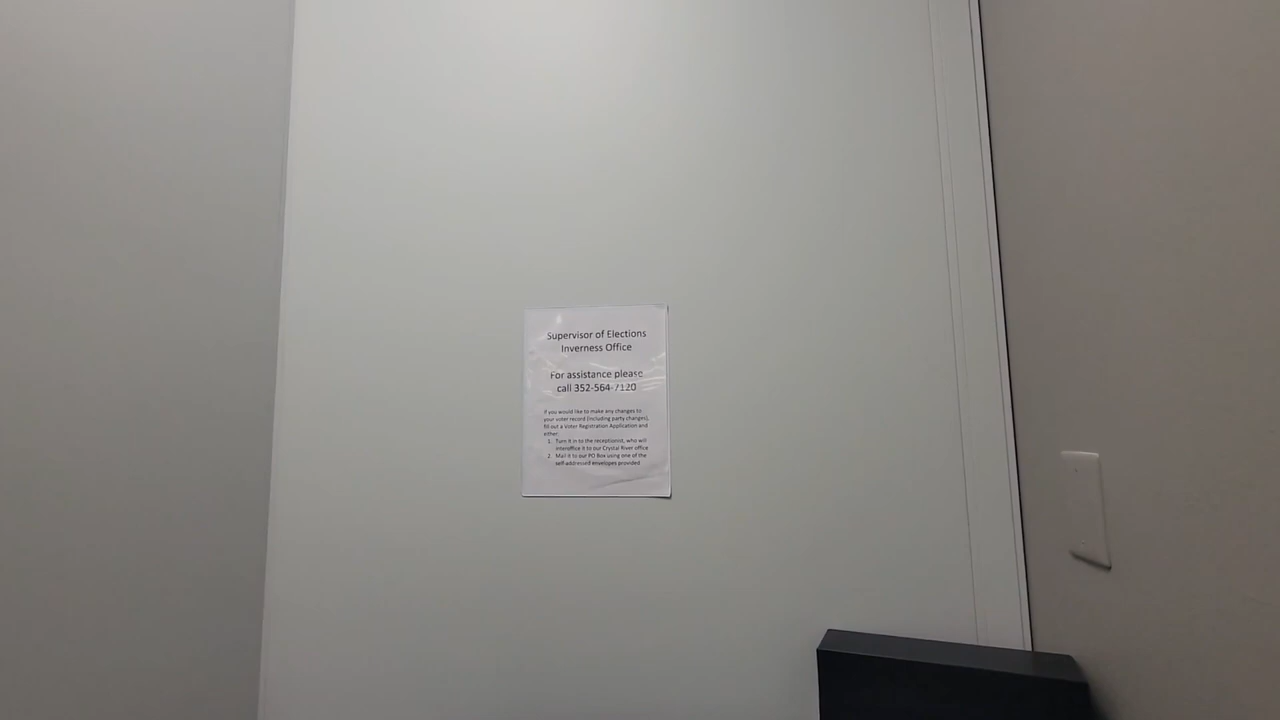 Supervisor of Elections
Inverness Office
For assistance please
call 352-564-7120
If you would like to make any changes to
your voter record (including party changes),
fill out a Voter Registration Application and
either:
1. Turn it in to the receptionist, who will
interoffice it to our Crystal River office
2. Mail it to our PO Box using one of the
self-addressed envelopes provided